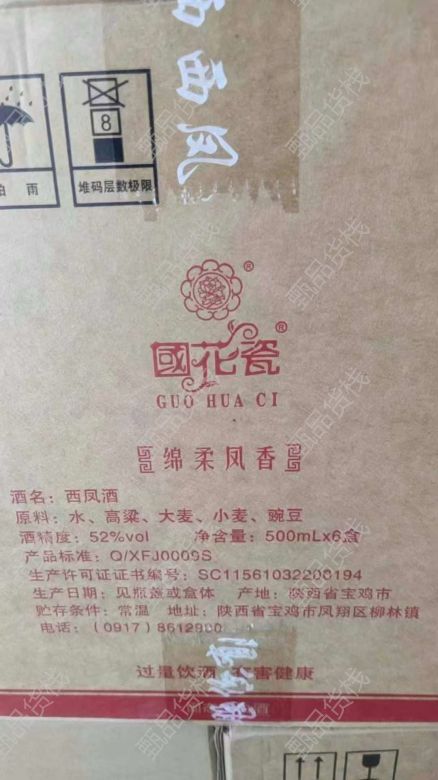 西凤
8
怕雨
堆码层数极限
®
國花瓷®
GUO HUA CI
绵柔凤香
酒名：西凤酒
原料：水、高粱、大麦、小麦、豌豆
酒精度：52%vol 净含量：500mLx6盒
产品标准：Q/XFJ0009S
生产许可证证书编号：SC11561032200194
生产日期：见瓶盖或盒体 产地：陕西省宝鸡市
贮存条件：常温 地址：陕西省宝鸡市凤翔区柳林镇
电话：（0917）8612900
过量饮酒 有害健康
甄品货栈